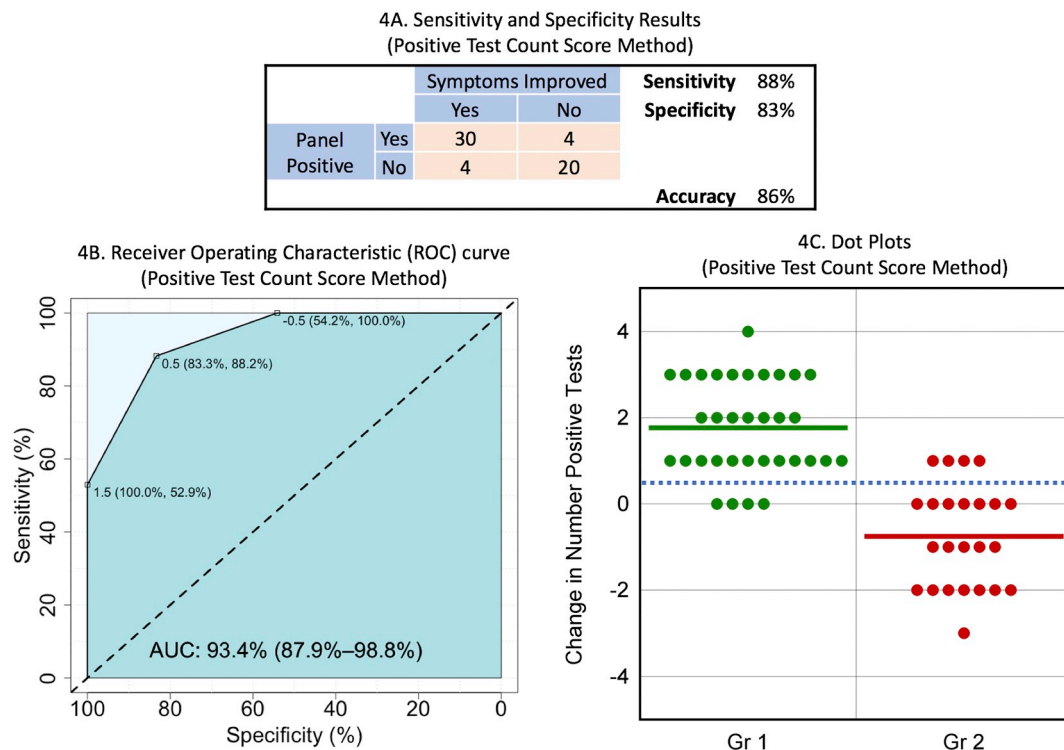 4A. Sensitivity and Specificity Results
(Positive Test Count Score Method)
Symptoms Improved
Sensitivity 88%
Yes No
Specificity 83%
Panel Positive
Yes 30 4
No 4 20
Accuracy 86%
4B. Receiver Operating Characteristic (ROC) curve
(Positive Test Count Score Method)
Sensitivity (%)
100
80
60
40
20
0
-0.5 (54.2%, 100.0%)
0.5 (83.3%, 88.2%)
1.5 (100.0%, 52.9%)
AUC: 93.4% (87.9%–98.8%)
100 80 60 40 20 0
Specificity (%)
4C. Dot Plots
(Positive Test Count Score Method)
Change in Number Positive Tests
4
2
0
-2
-4
Gr 1 Gr 2